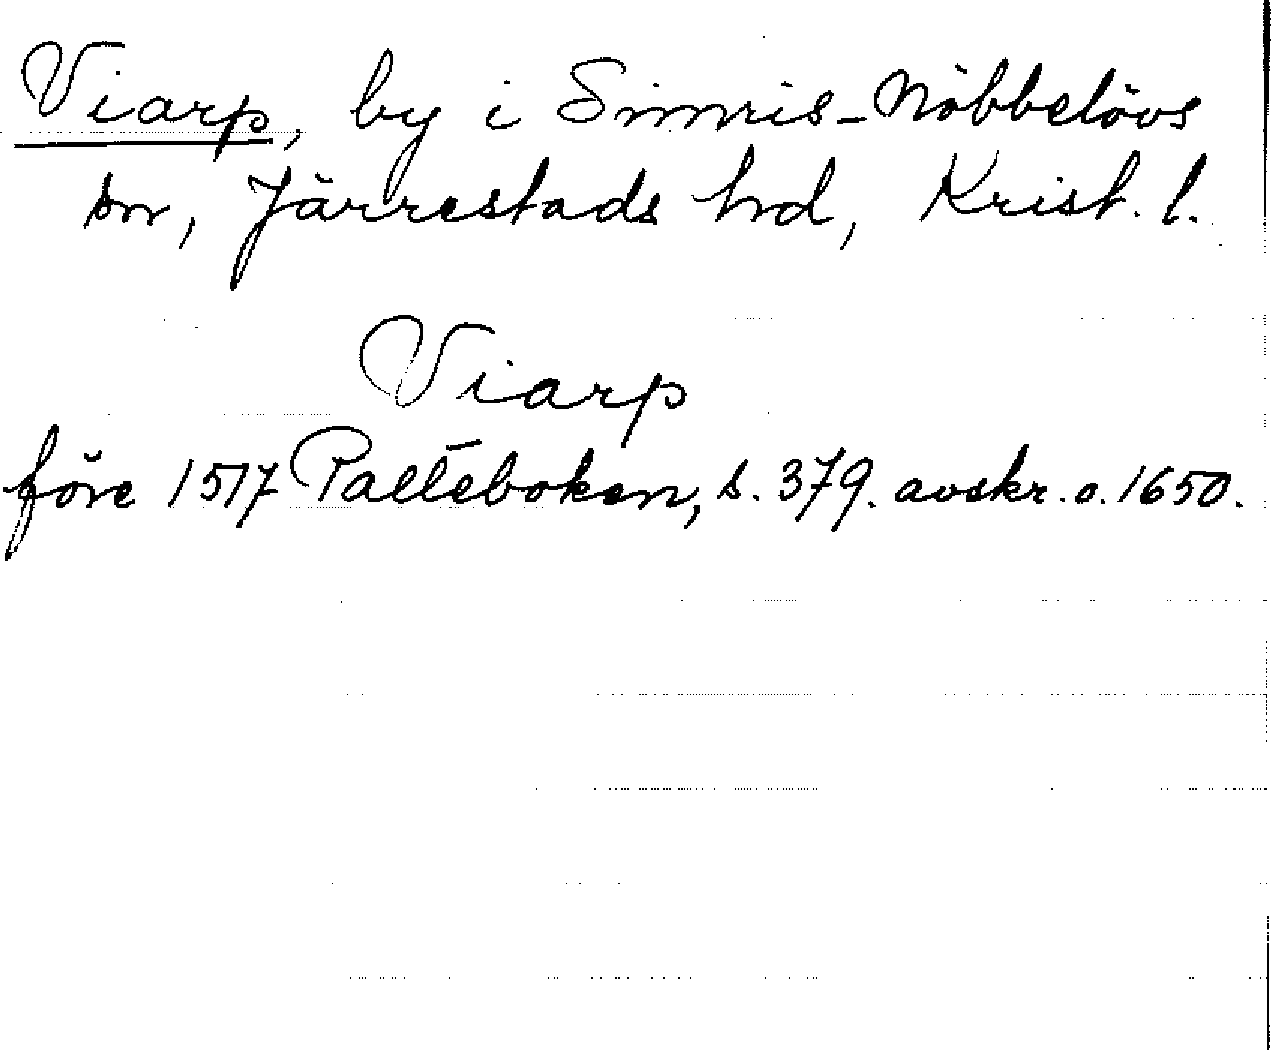 Viarp, by i Simris-Nöbbelövs
sn, Järrestads hd, Krist. l.
Viarp
före 1517 Palteboken, s. 379. avskr. o. 1650.